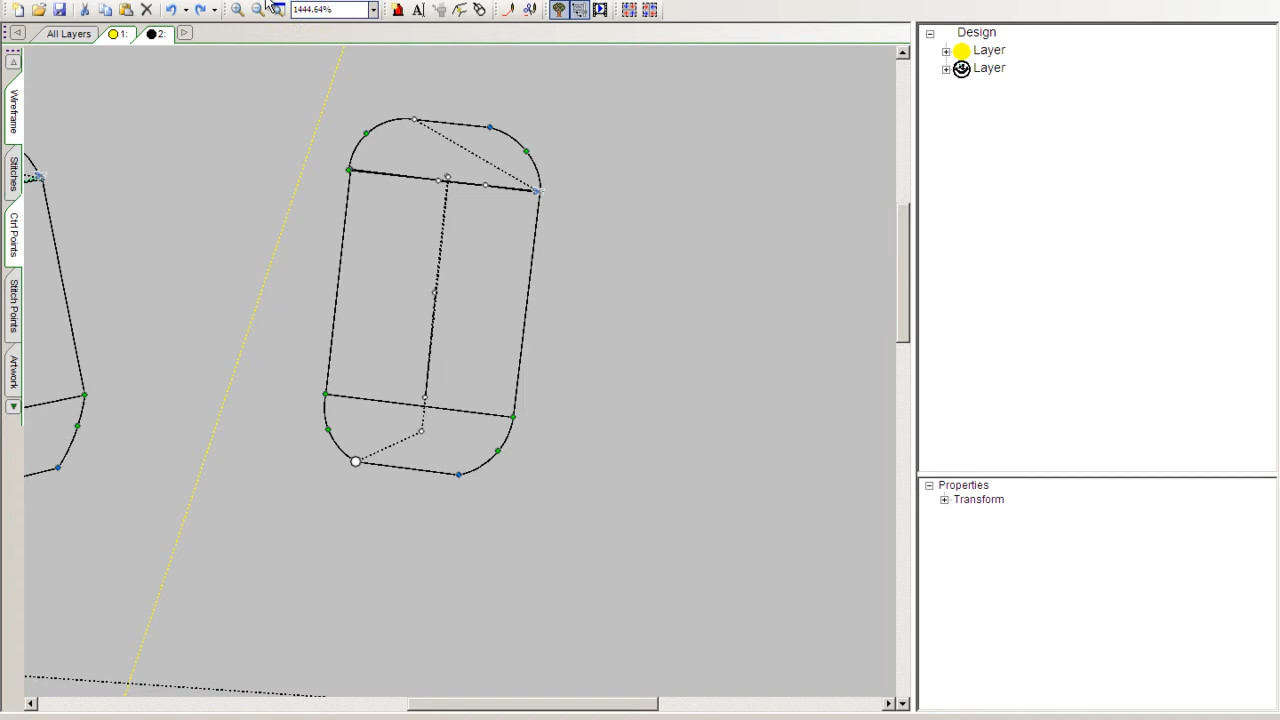 1444.64%
All Layers
1:
2:
Wireframe
Stitches
Ctrl Points
Stitch Points
Artwork
Design
Layer
Layer
Properties
Transform